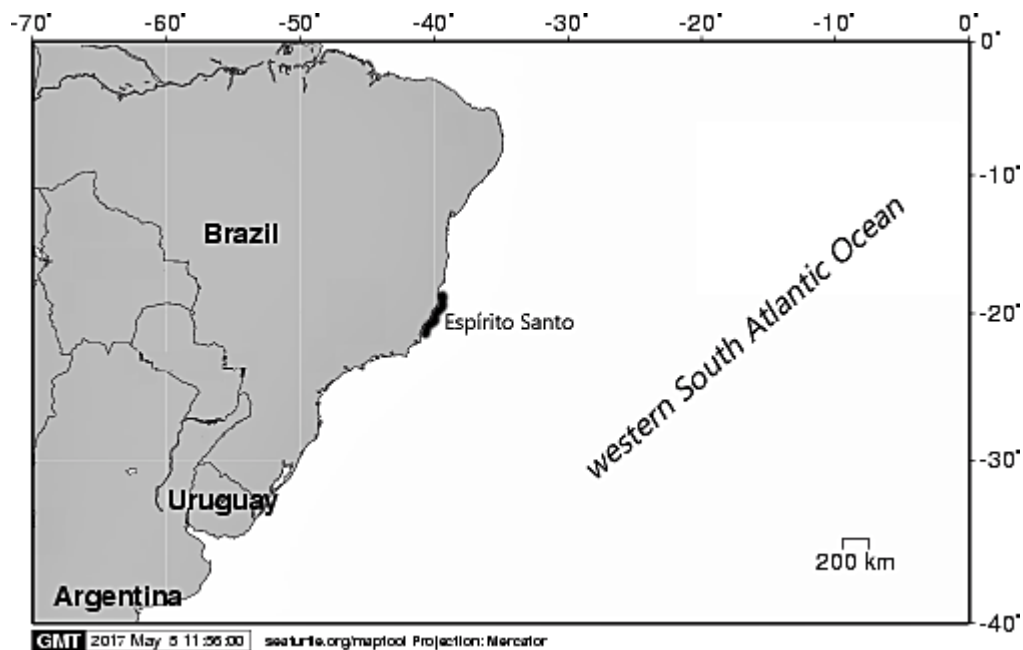 -70° -60° -50° -40° -30° -20° -10° 0°
0°
-10°
Brazil
western South Atlantic Ocean
Espírito Santo
-20°
-30°
Uruguay
200 km
Argentina
-40°
GMT 2017 May 5 11:56:00 seaturtle.org/maptool Projection: Mercator